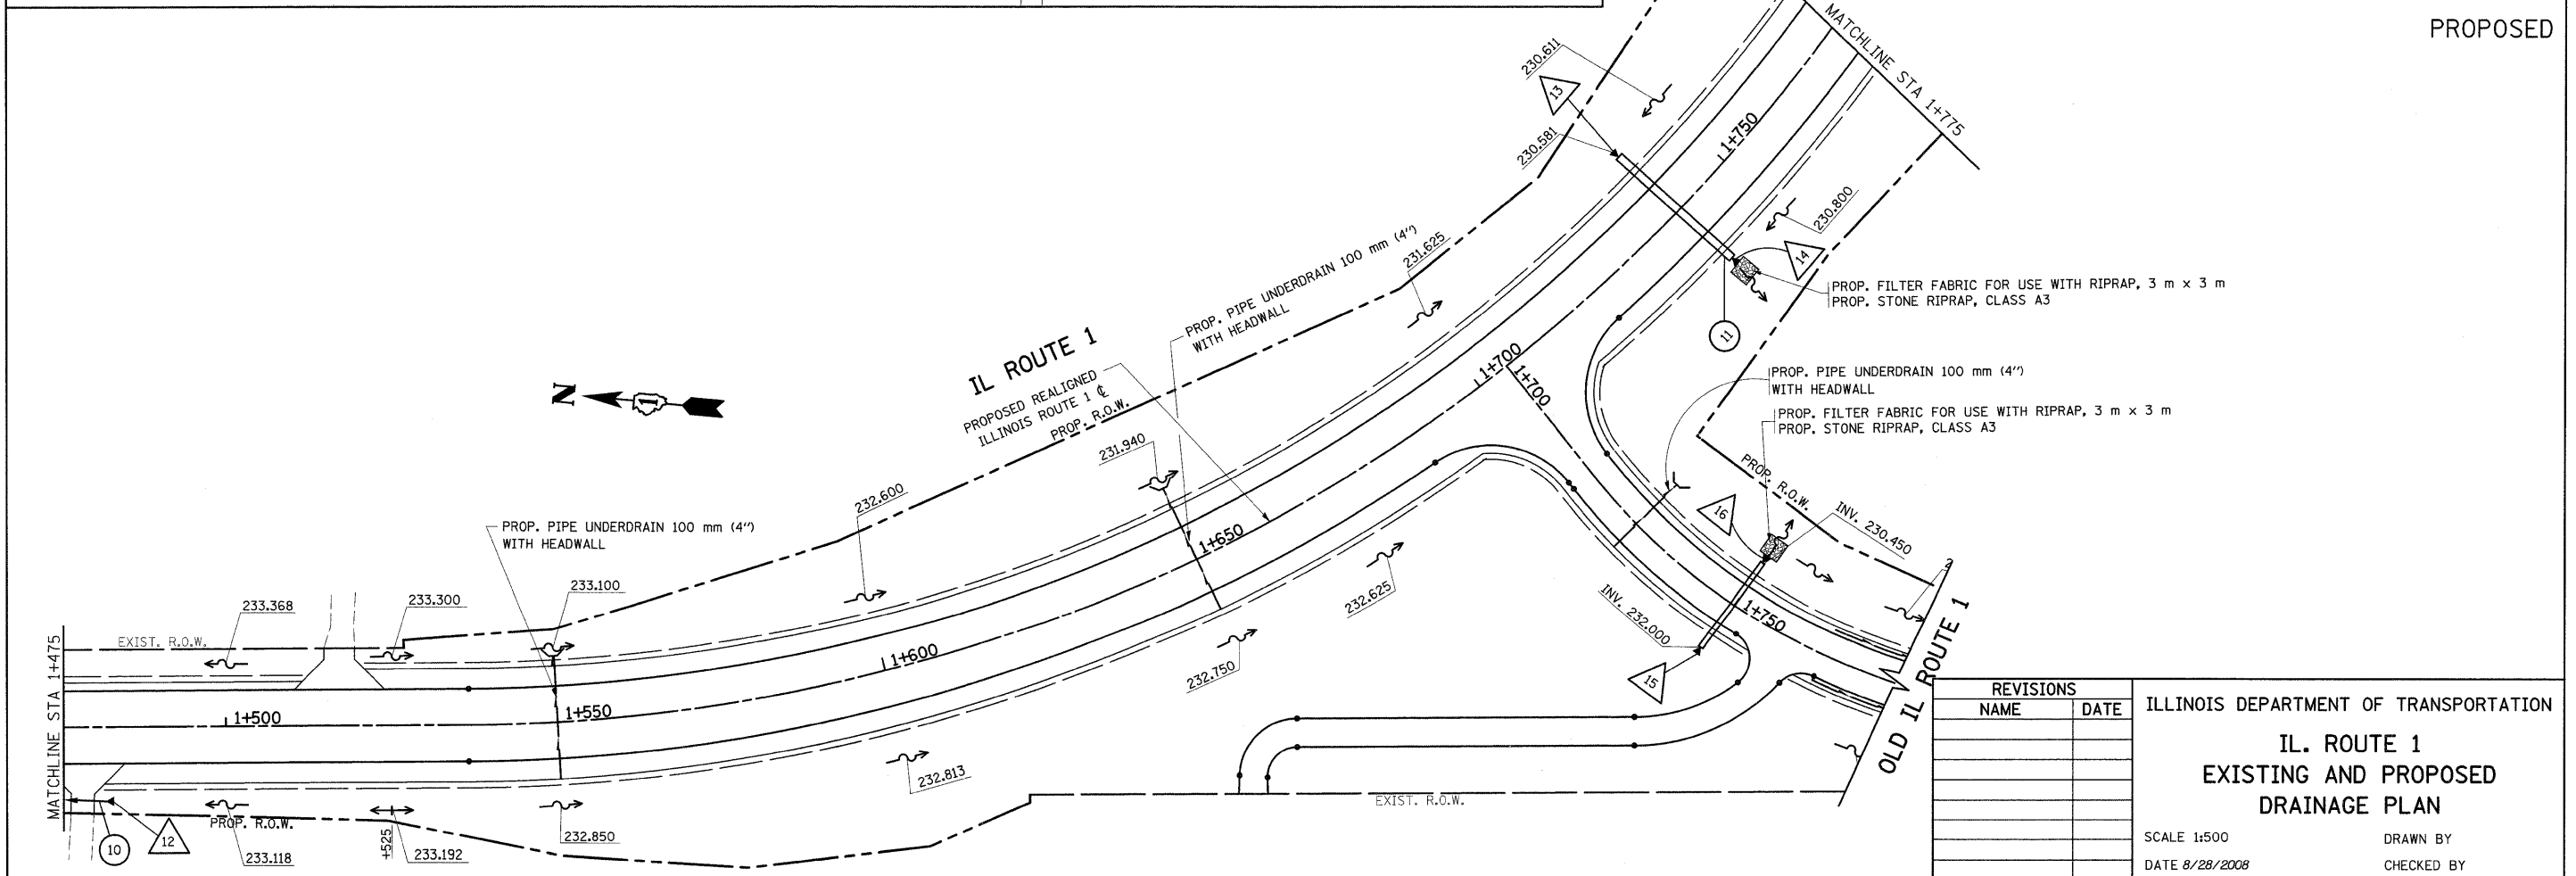 PROPOSED
MATCHLINE STA 1+775
230.611
13
230.581
1+750
230.800
14
PROP. FILTER FABRIC FOR USE WITH RIPRAP, 3 m x 3 m
PROP. STONE RIPRAP, CLASS A3
11
PROP. PIPE UNDERDRAIN 100 mm (4")
WITH HEADWALL
231.625
IL ROUTE 1
PROPOSED REALIGNED
ILLINOIS ROUTE 1 ℄
PROP. R.O.W.
1+700
1+700
PROP. PIPE UNDERDRAIN 100 mm (4")
WITH HEADWALL
PROP. FILTER FABRIC FOR USE WITH RIPRAP, 3 m x 3 m
PROP. STONE RIPRAP, CLASS A3
N
1
231.940
232.600
PROP. R.O.W.
16
INV. 230.450
PROP. PIPE UNDERDRAIN 100 mm (4")
WITH HEADWALL
1+650
232.625
INV. 232.000
1+750
2
233.368
233.300
233.100
EXIST. R.O.W.
MATCHLINE STA 1+475
1+600
232.750
15
OLD IL ROUTE 1
1+500
1+550
232.813
EXIST. R.O.W.
PROP. R.O.W.
10
12
233.118
+525
233.192
232.850
REVISIONS
NAME DATE
ILLINOIS DEPARTMENT OF TRANSPORTATION
IL. ROUTE 1
EXISTING AND PROPOSED
DRAINAGE PLAN
SCALE 1:500 DRAWN BY
DATE 8/28/2008 CHECKED BY